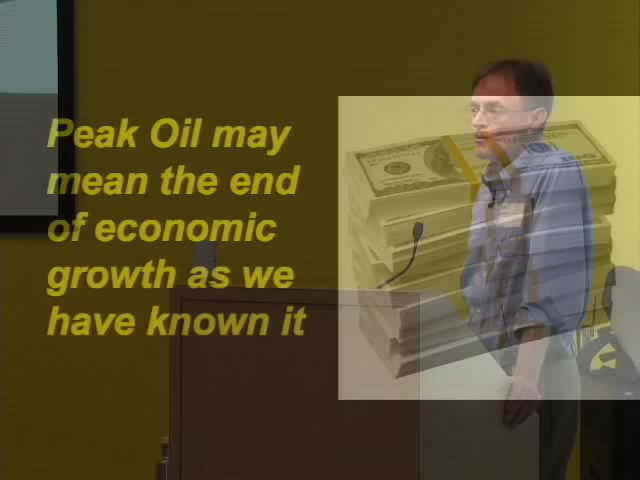 Peak Oil may
mean the end
of economic
growth as we
have known it